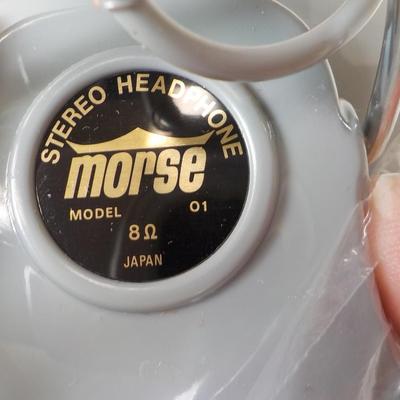 STEREO HEADPHONE
morse
MODEL 01
8Ω
JAPAN